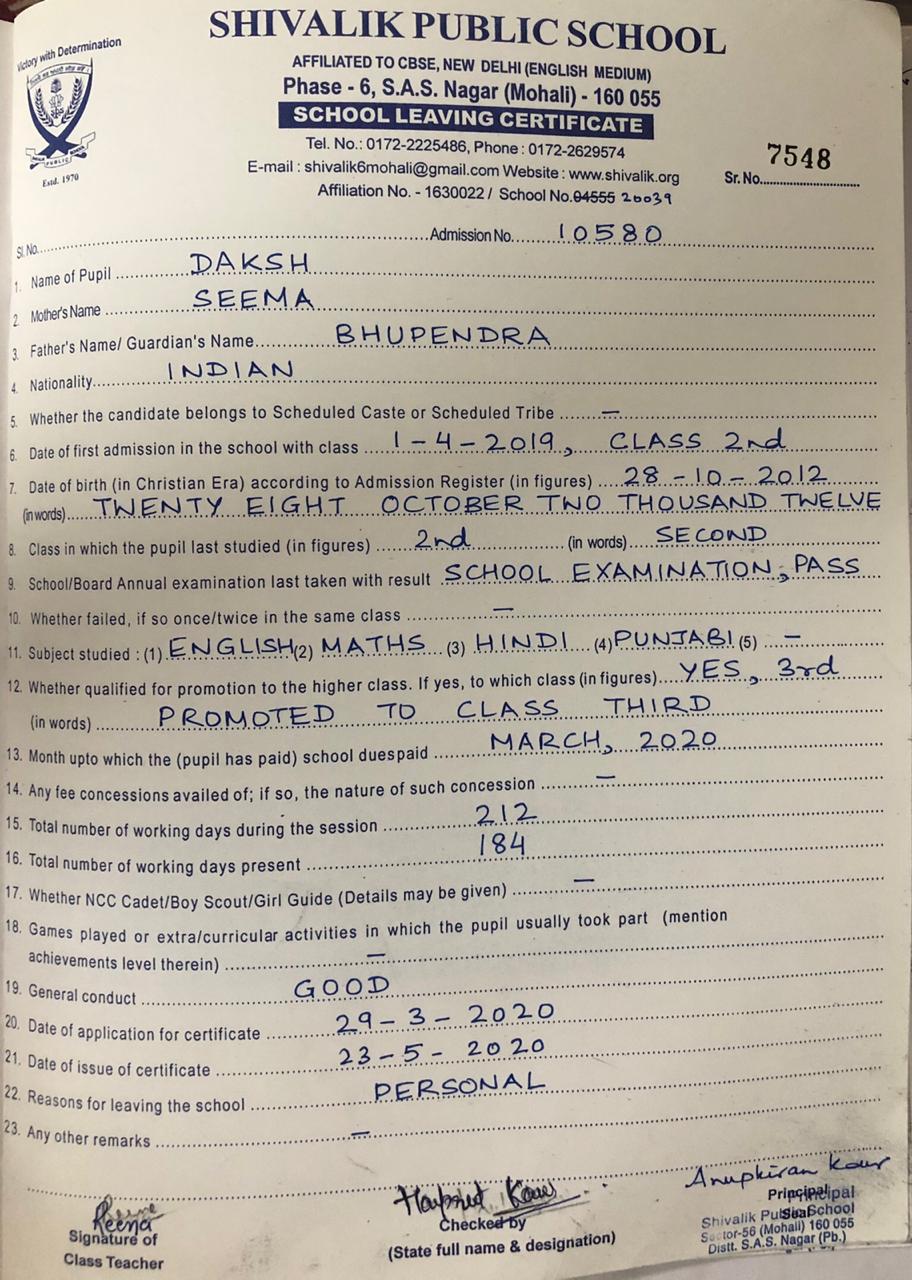 SHIVALIK PUBLIC SCHOOL
Victory with Determination
AFFILIATED TO CBSE, NEW DELHI (ENGLISH MEDIUM)
Phase - 6, S.A.S. Nagar (Mohali) - 160 055
SCHOOL LEAVING CERTIFICATE
Tel. No.: 0172-2225486, Phone : 0172-2629574
E-mail : shivalik6mohali@gmail.com Website : www.shivalik.org
Affiliation No. - 1630022 / School No. 04555 20039
Estd. 1970
Sr. No. 7548
Sl. No. Admission No. 10580
1. Name of Pupil DAKSH
2. Mother's Name SEEMA
3. Father's Name/ Guardian's Name BHUPENDRA
4. Nationality INDIAN
5. Whether the candidate belongs to Scheduled Caste or Scheduled Tribe —
6. Date of first admission in the school with class 1-4-2019, CLASS 2nd
7. Date of birth (in Christian Era) according to Admission Register (in figures) 28-10-2012
(in words) TWENTY EIGHT OCTOBER TWO THOUSAND TWELVE
8. Class in which the pupil last studied (in figures) 2nd (in words) SECOND
9. School/Board Annual examination last taken with result SCHOOL EXAMINATION, PASS
10. Whether failed, if so once/twice in the same class —
11. Subject studied : (1) ENGLISH (2) MATHS (3) HINDI (4) PUNJABI (5) —
12. Whether qualified for promotion to the higher class. If yes, to which class (in figures) YES, 3rd
(in words) PROMOTED TO CLASS THIRD
13. Month upto which the (pupil has paid) school duespaid MARCH, 2020
14. Any fee concessions availed of; if so, the nature of such concession —
15. Total number of working days during the session 212
16. Total number of working days present 184
17. Whether NCC Cadet/Boy Scout/Girl Guide (Details may be given) —
18. Games played or extra/curricular activities in which the pupil usually took part (mention
achievements level therein) —
19. General conduct GOOD
20. Date of application for certificate 29-3-2020
21. Date of issue of certificate 23-5-2020
22. Reasons for leaving the school PERSONAL
23. Any other remarks —
Reena
Signature of
Class Teacher
Harpreet Kaur
Checked by
(State full name & designation)
Anupkiran Kaur
Principal
Seal
Principal
Shivalik Public School
Sector-56 (Mohali) 160 055
Distt. S.A.S. Nagar (Pb.)